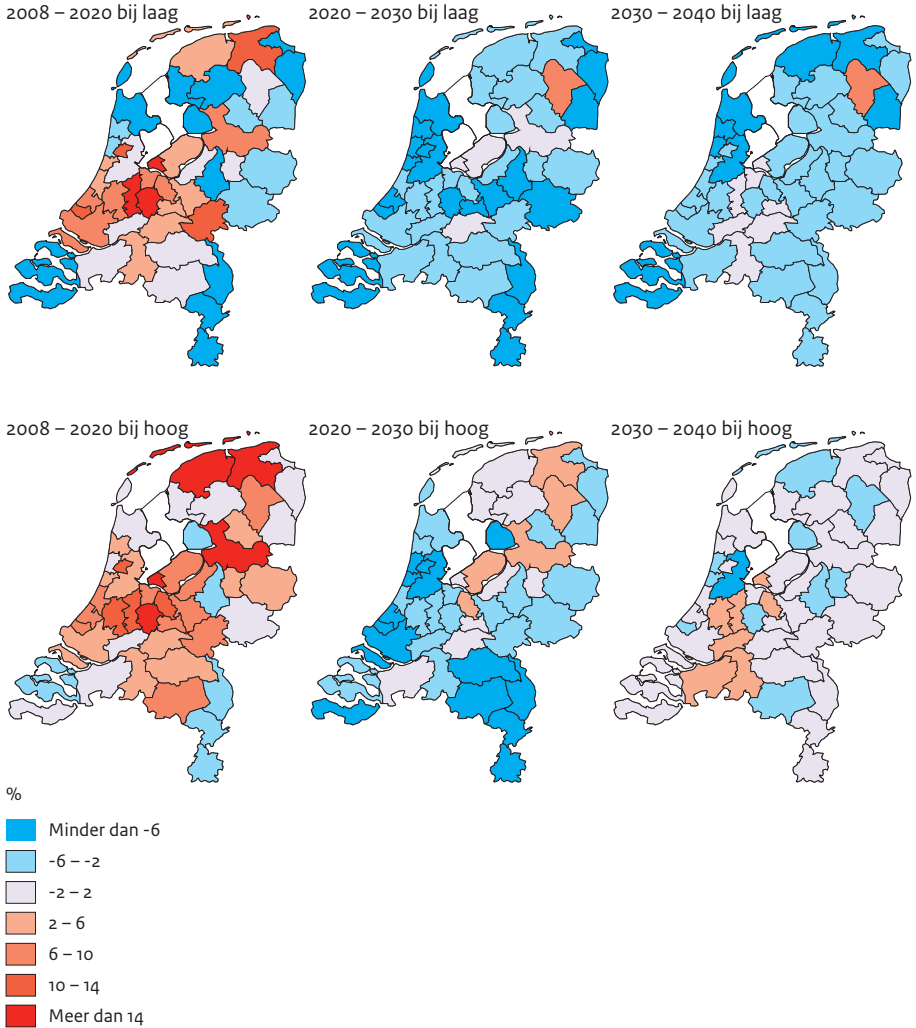 2008 – 2020 bij laag
2020 – 2030 bij laag
2030 – 2040 bij laag
2008 – 2020 bij hoog
2020 – 2030 bij hoog
2030 – 2040 bij hoog
%
Minder dan -6
-6 – -2
-2 – 2
2 – 6
6 – 10
10 – 14
Meer dan 14